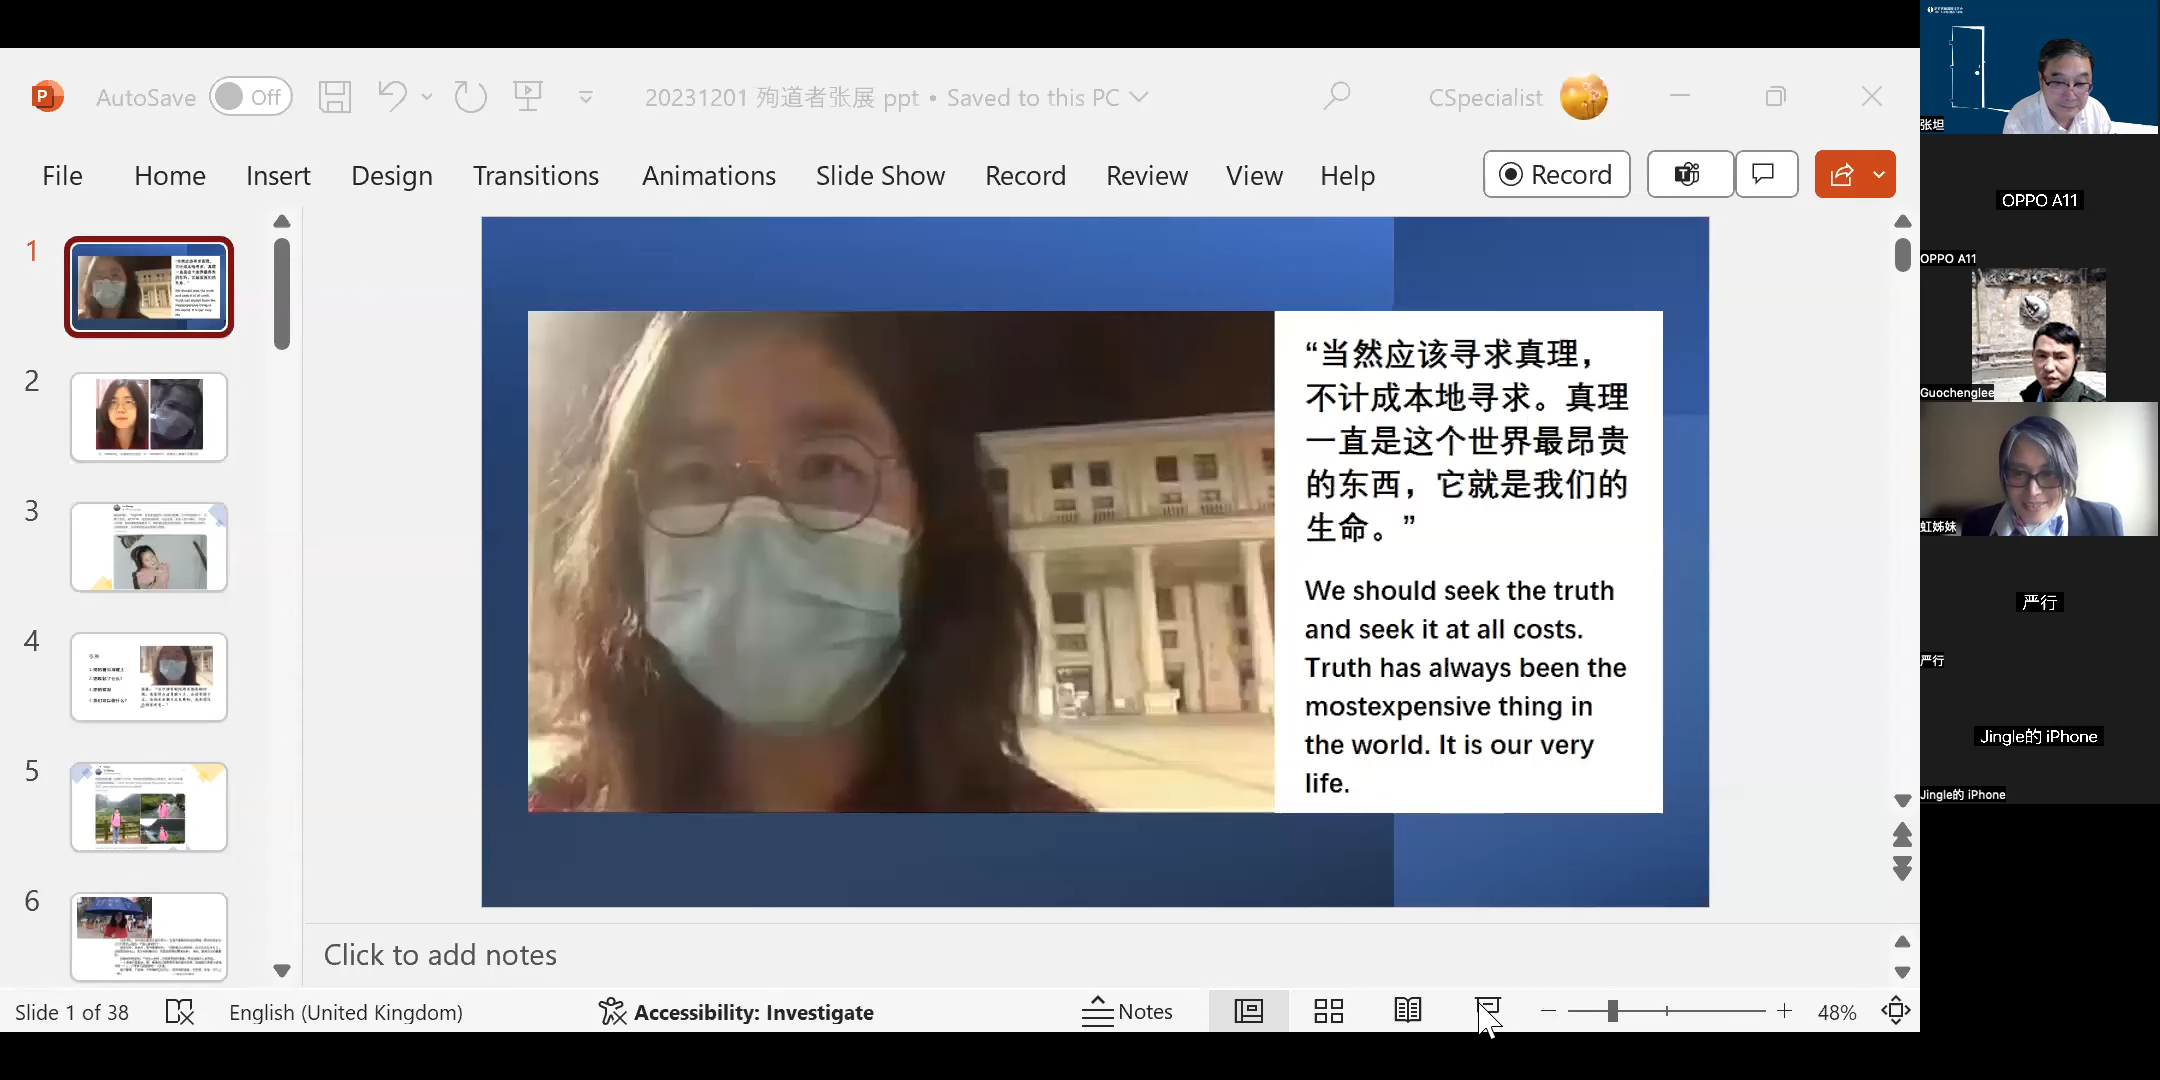 AutoSave
Off
20231201 殉道者张展 ppt • Saved to this PC
CSpecialist
File
Home
Insert
Design
Transitions
Animations
Slide Show
Record
Review
View
Help
Record
1
2
3
4
5
6
“当然应该寻求真理，
不计成本地寻求。真理
一直是这个世界最昂贵
的东西，它就是我们的
生命。”
We should seek the truth
and seek it at all costs.
Truth has always been the
mostexpensive thing in
the world. It is our very
life.
Click to add notes
Slide 1 of 38
English (United Kingdom)
Accessibility: Investigate
Notes
48%
张坦
OPPO A11
OPPO A11
Guochenglee
虹姊妹
严行
严行
Jingle的 iPhone
Jingle的 iPhone